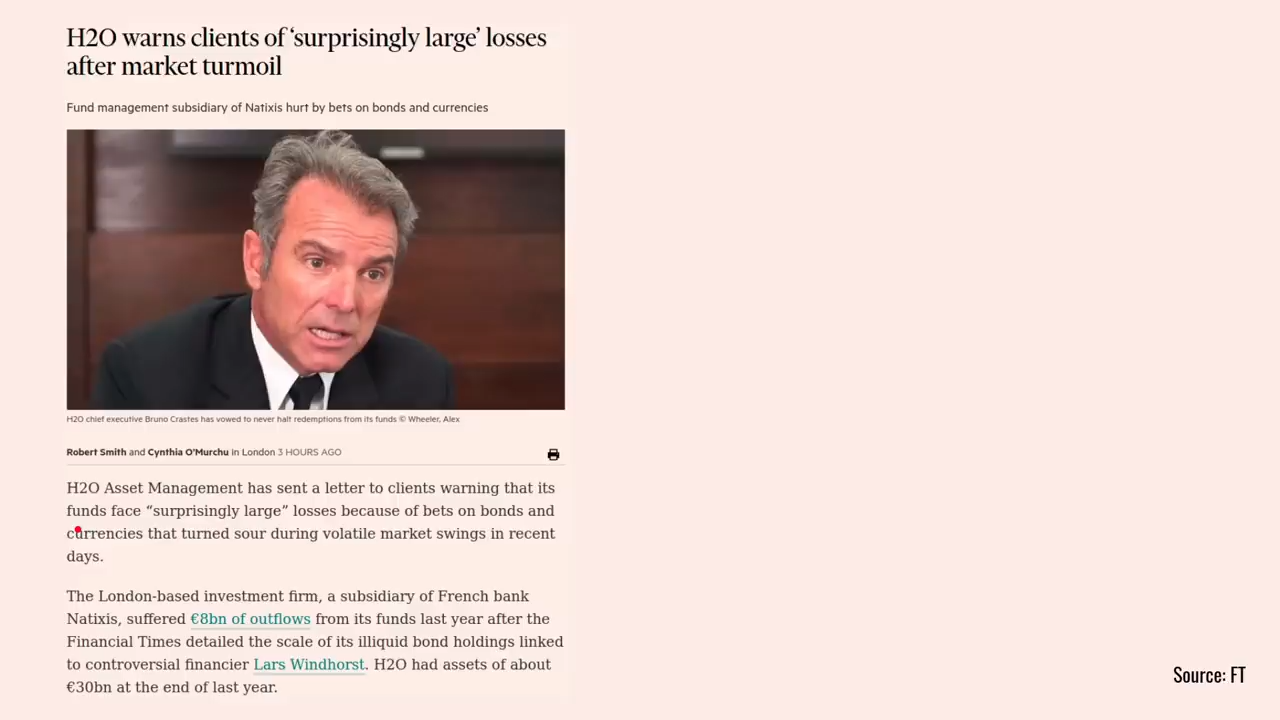 H2O warns clients of ‘surprisingly large’ losses
after market turmoil
Fund management subsidiary of Natixis hurt by bets on bonds and currencies
H2O chief executive Bruno Crastes has vowed to never halt redemptions from its funds © Wheeler, Alex
Robert Smith and Cynthia O’Murchu in London 3 HOURS AGO
H2O Asset Management has sent a letter to clients warning that its
funds face “surprisingly large” losses because of bets on bonds and
currencies that turned sour during volatile market swings in recent
days.
The London-based investment firm, a subsidiary of French bank
Natixis, suffered €8bn of outflows from its funds last year after the
Financial Times detailed the scale of its illiquid bond holdings linked
to controversial financier Lars Windhorst. H2O had assets of about
€30bn at the end of last year.
Source: FT